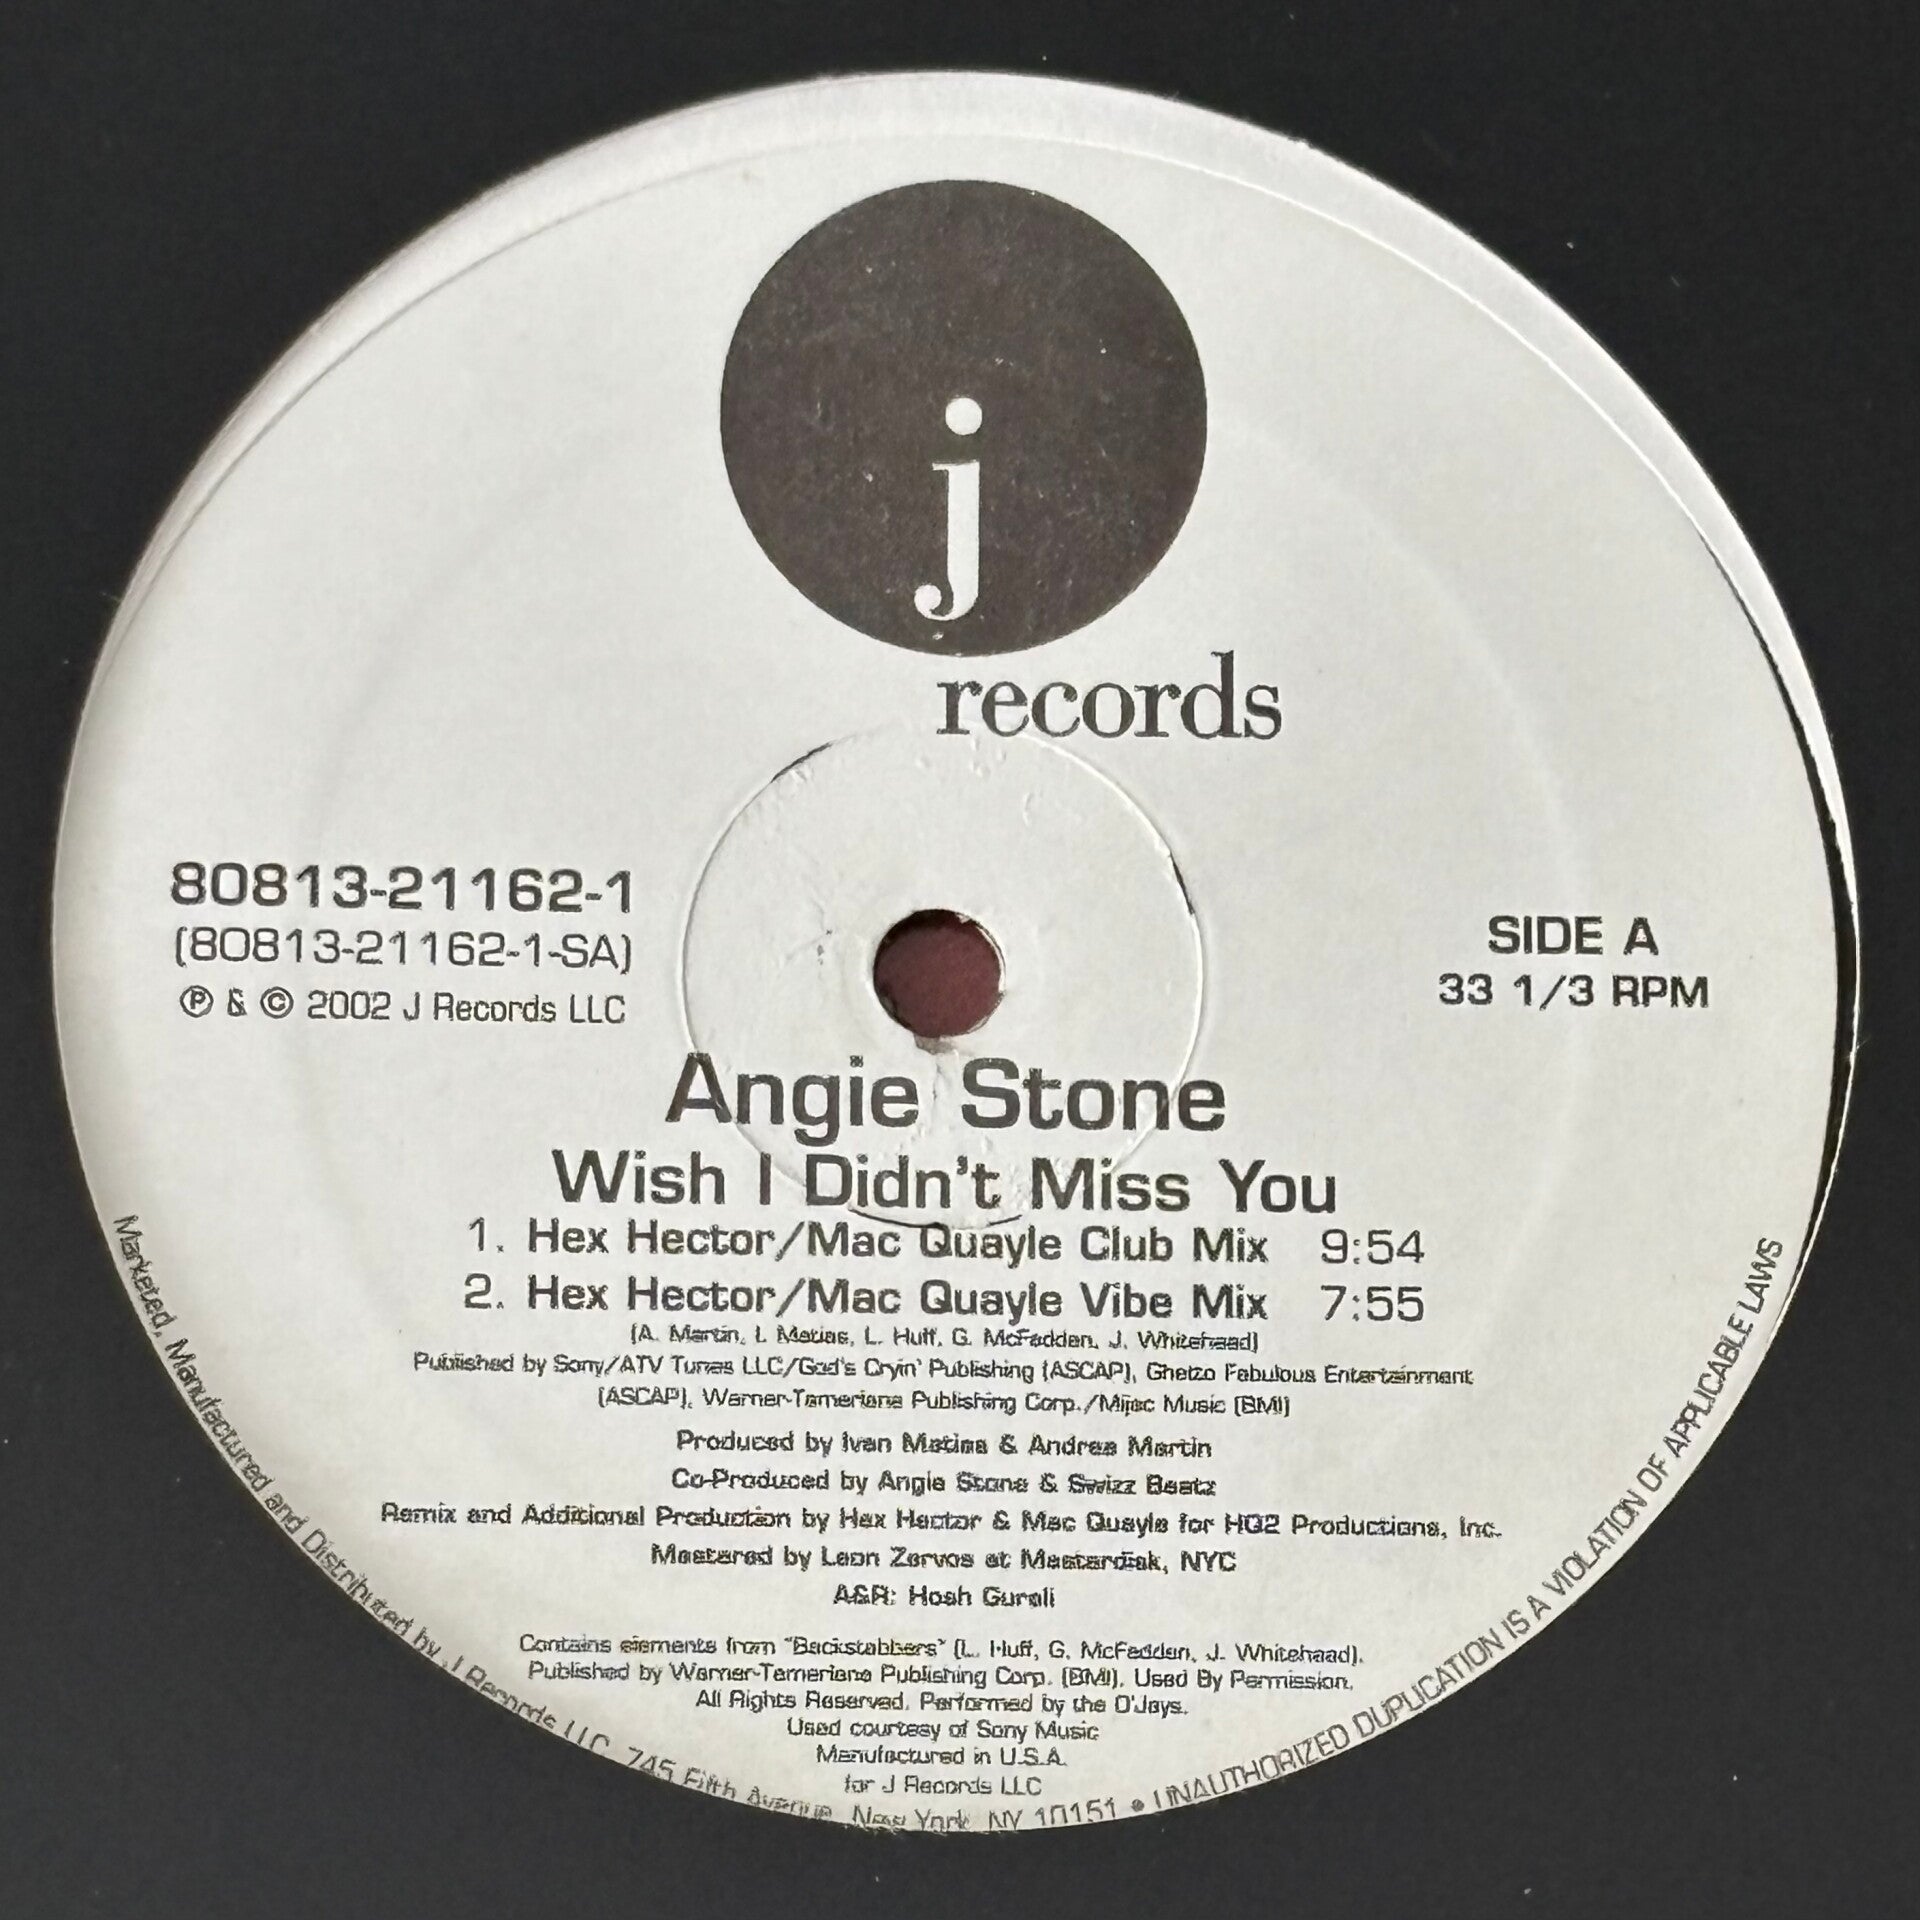 j
records
80813-21162-1
(80813-21162-1-SA)
℗ & © 2002 J Records LLC
SIDE A
33 1/3 RPM
Angie Stone
Wish I Didn't Miss You
1. Hex Hector/Mac Quayle Club Mix 9:54
2. Hex Hector/Mac Quayle Vibe Mix 7:55
(A. Martin, I. Matias, L. Huff, G. McFadden, J. Whitehead)
Published by Sony/ATV Tunes LLC/God's Cryin' Publishing (ASCAP), Ghetto Fabulous Entertainment
(ASCAP), Warner-Tamerlane Publishing Corp./Mijac Music (BMI)
Produced by Ivan Matias & Andrea Martin
Co-Produced by Angie Stone & Swizz Beatz
Remix and Additional Production by Hex Hector & Mac Quayle for HQ2 Productions, Inc.
Mastered by Leon Zervos at Masterdisk, NYC
A&R: Hosh Gureli
Contains elements from "Backstabbers" (L. Huff, G. McFadden, J. Whitehead).
Published by Warner-Tamerlane Publishing Corp. (BMI), Used By Permission.
All Rights Reserved. Performed by the O'Jays.
Used courtesy of Sony Music
Manufactured in U.S.A.
for J Records LLC
Marketed, Manufactured and Distributed by J Records LLC, 745 Fifth Avenue, New York, NY 10151 • UNAUTHORIZED DUPLICATION IS A VIOLATION OF APPLICABLE LAWS